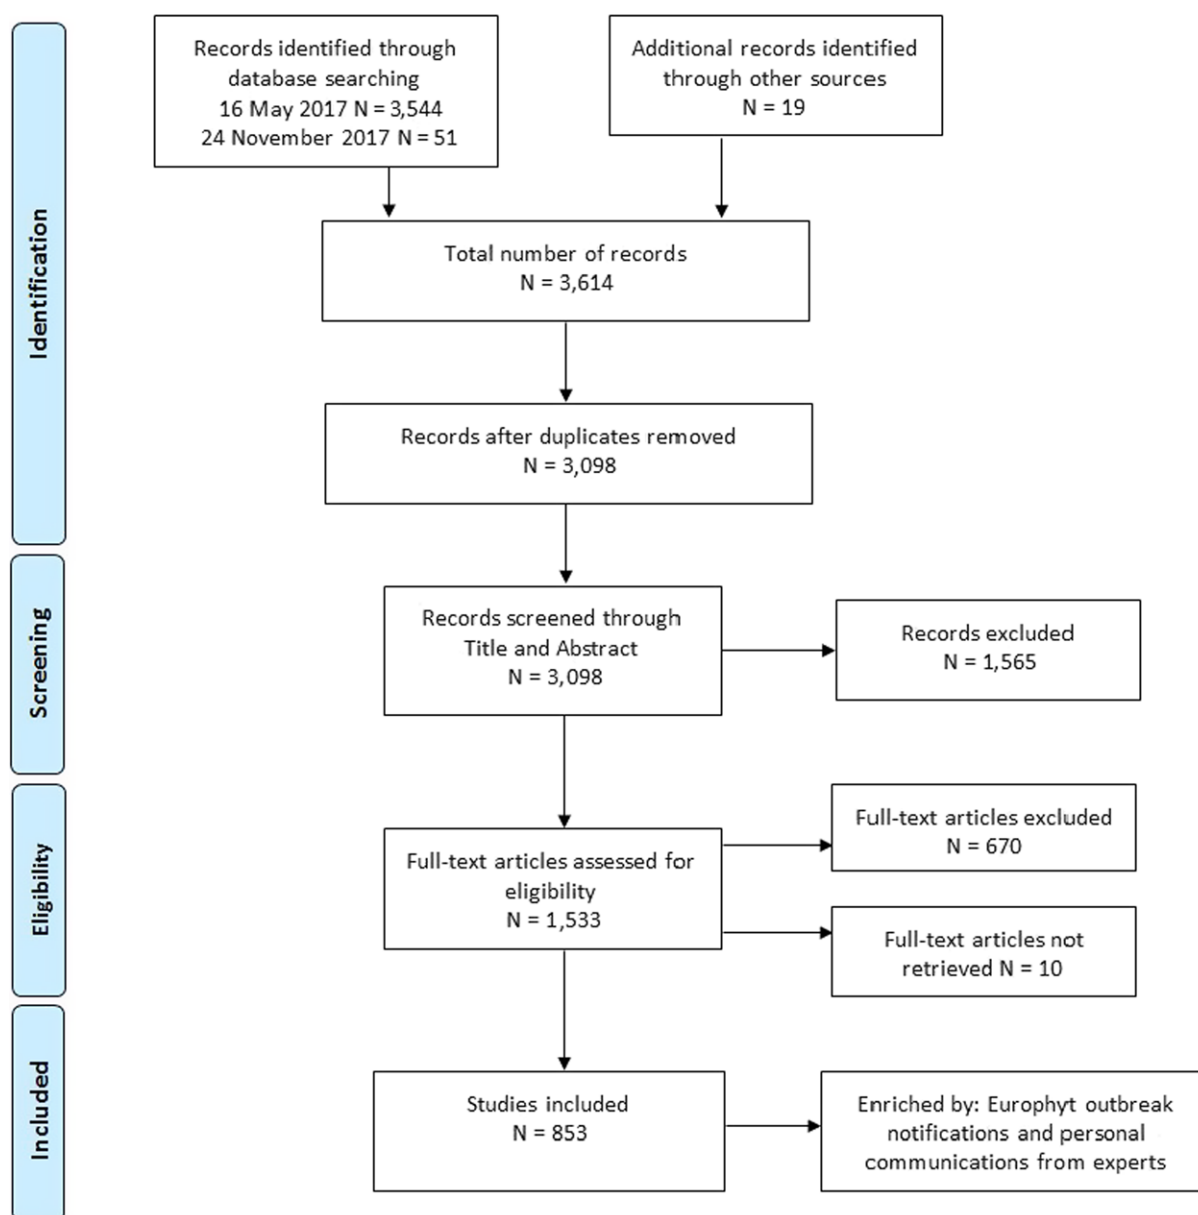 Identification
Records identified through
database searching
16 May 2017 N = 3,544
24 November 2017 N = 51
Additional records identified
through other sources
N = 19
Total number of records
N = 3,614
Records after duplicates removed
N = 3,098
Screening
Records screened through
Title and Abstract
N = 3,098
Records excluded
N = 1,565
Eligibility
Full-text articles assessed for
eligibility
N = 1,533
Full-text articles excluded
N = 670
Full-text articles not
retrieved N = 10
Included
Studies included
N = 853
Enriched by: Europhyt outbreak
notifications and personal
communications from experts